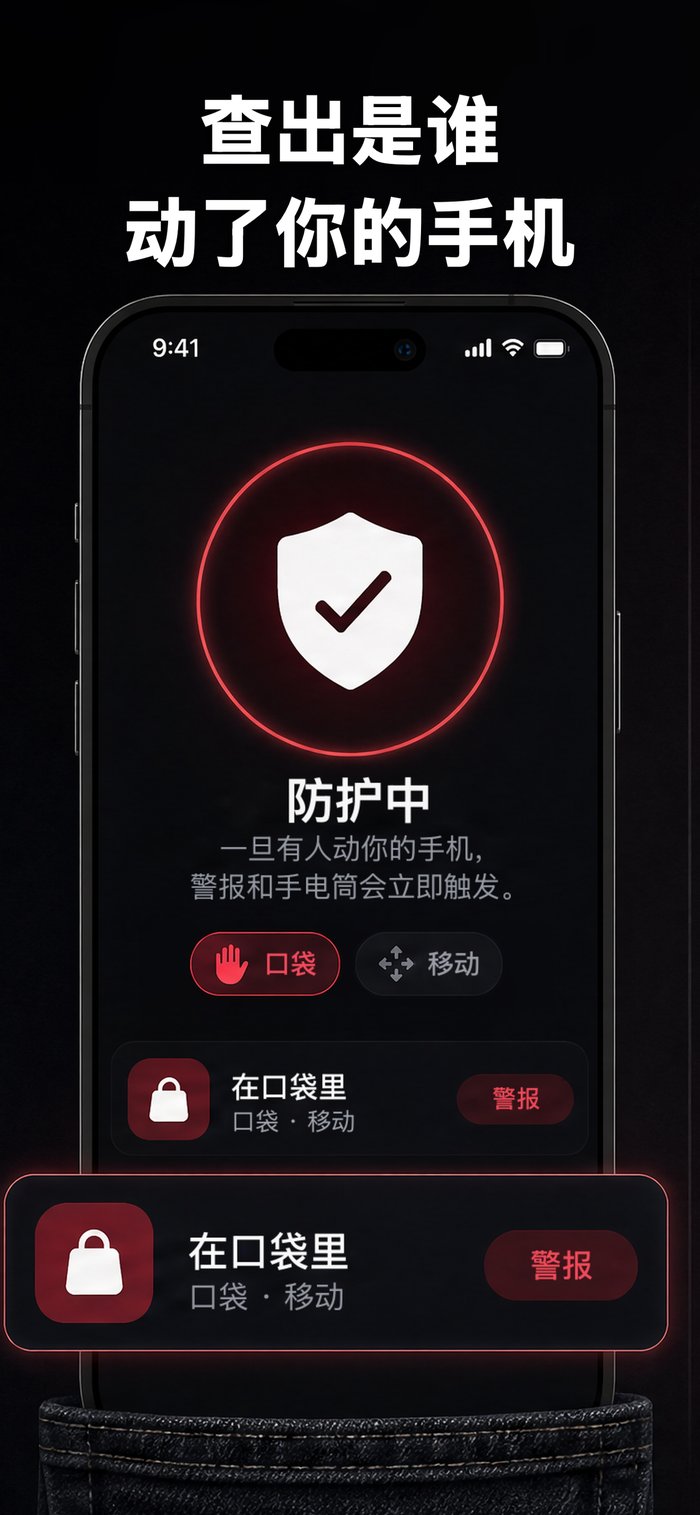 查出是谁
动了你的手机
9:41
防护中
一旦有人动你的手机，
警报和手电筒会立即触发。
口袋 移动
在口袋里
口袋 · 移动
警报
在口袋里
口袋 · 移动
警报